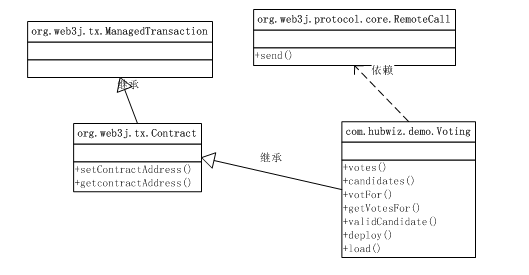 org.web3j.tx.ManagedTransaction
org.web3j.protocol.core.RemoteCall
+send()
继承
依赖
org.web3j.tx.Contract
+setContractAddress()
+getcontractAddress()
继承
com.hubwiz.demo.Voting
+votes()
+candidates()
+votFor()
+getVotesFor()
+validCandidate()
+deploy()
+load()